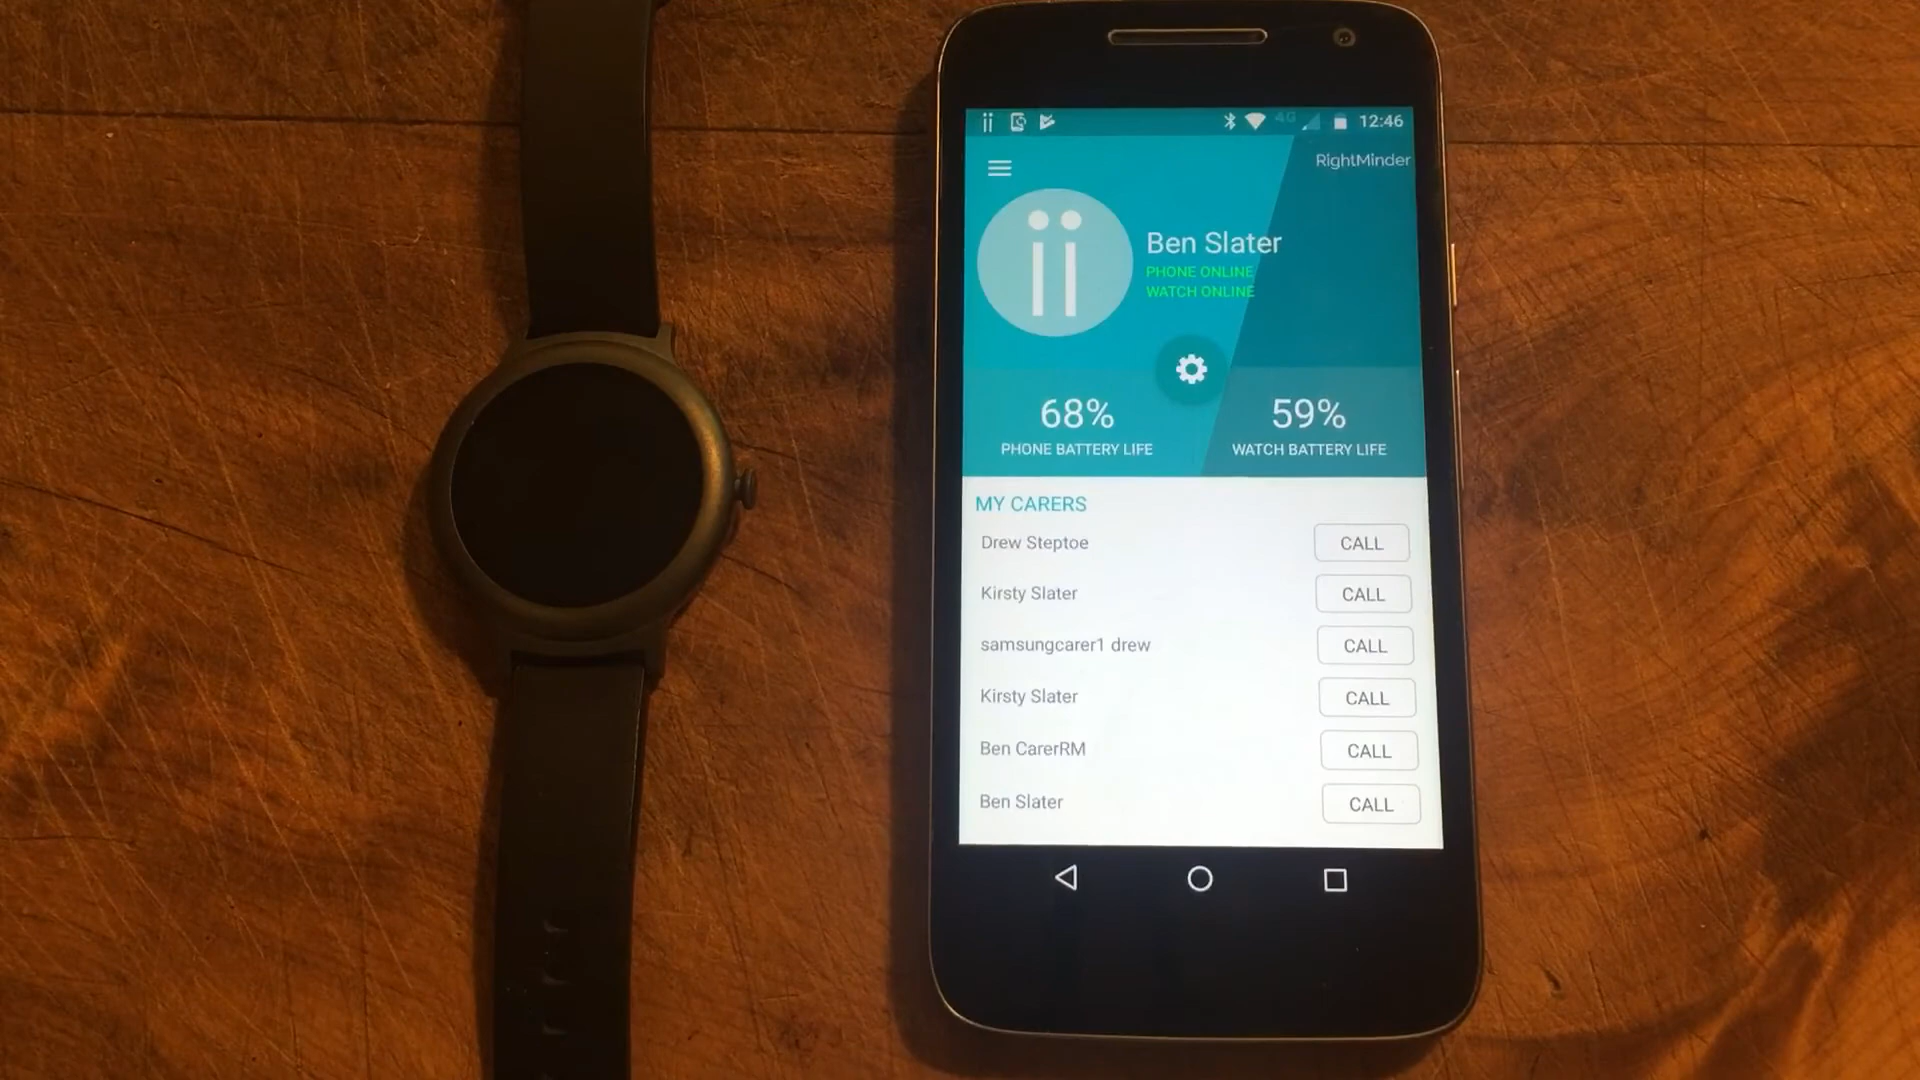 4G 12:46
RightMinder
Ben Slater
PHONE ONLINE
WATCH ONLINE
68% 59%
PHONE BATTERY LIFE WATCH BATTERY LIFE
MY CARERS
Drew Steptoe CALL
Kirsty Slater CALL
samsungcarer1 drew CALL
Kirsty Slater CALL
Ben CarerRM CALL
Ben Slater CALL